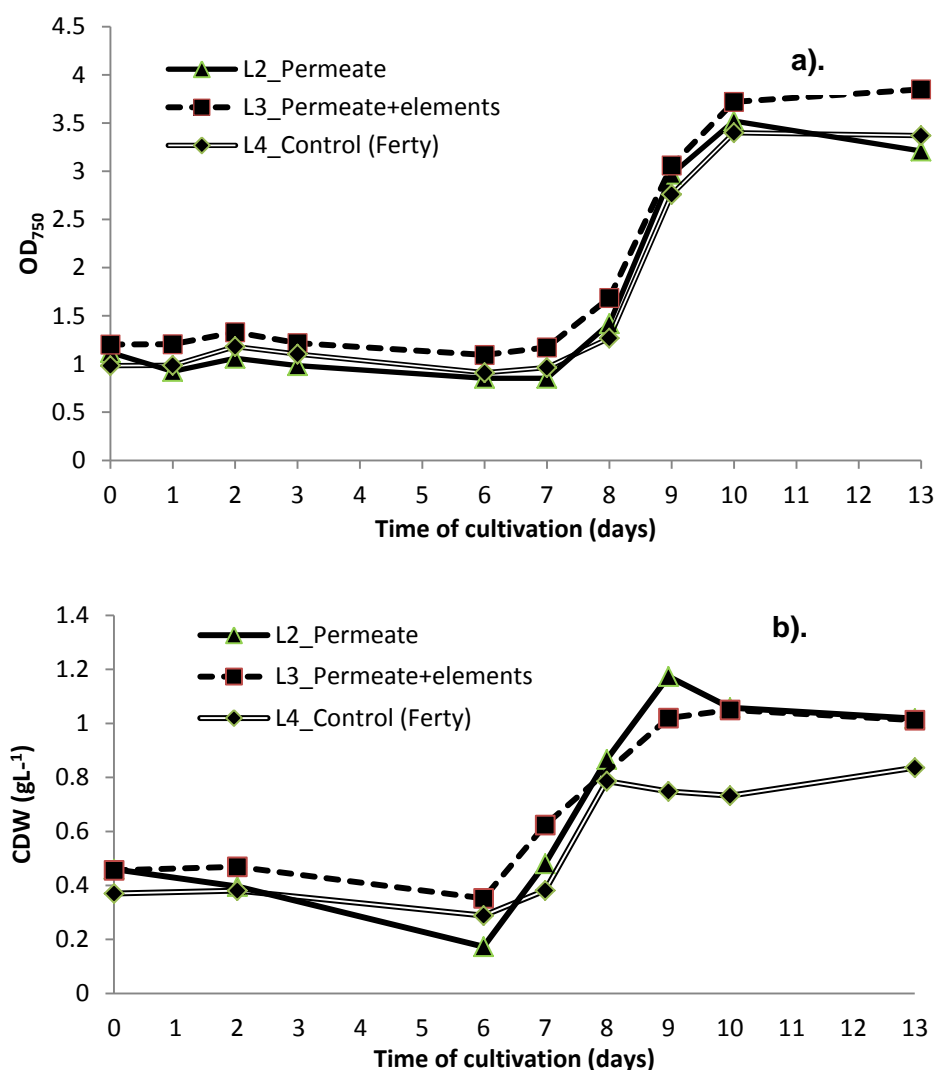 4.5
4
3.5
3
2.5
2
1.5
1
0.5
0
OD750
a).
L2_Permeate
L3_Permeate+elements
L4_Control (Ferty)
0 1 2 3 4 5 6 7 8 9 10 11 12 13
Time of cultivation (days)
1.4
1.2
1
0.8
0.6
0.4
0.2
0
CDW (gL-1)
b).
L2_Permeate
L3_Permeate+elements
L4_Control (Ferty)
0 1 2 3 4 5 6 7 8 9 10 11 12 13
Time of cultivation (days)